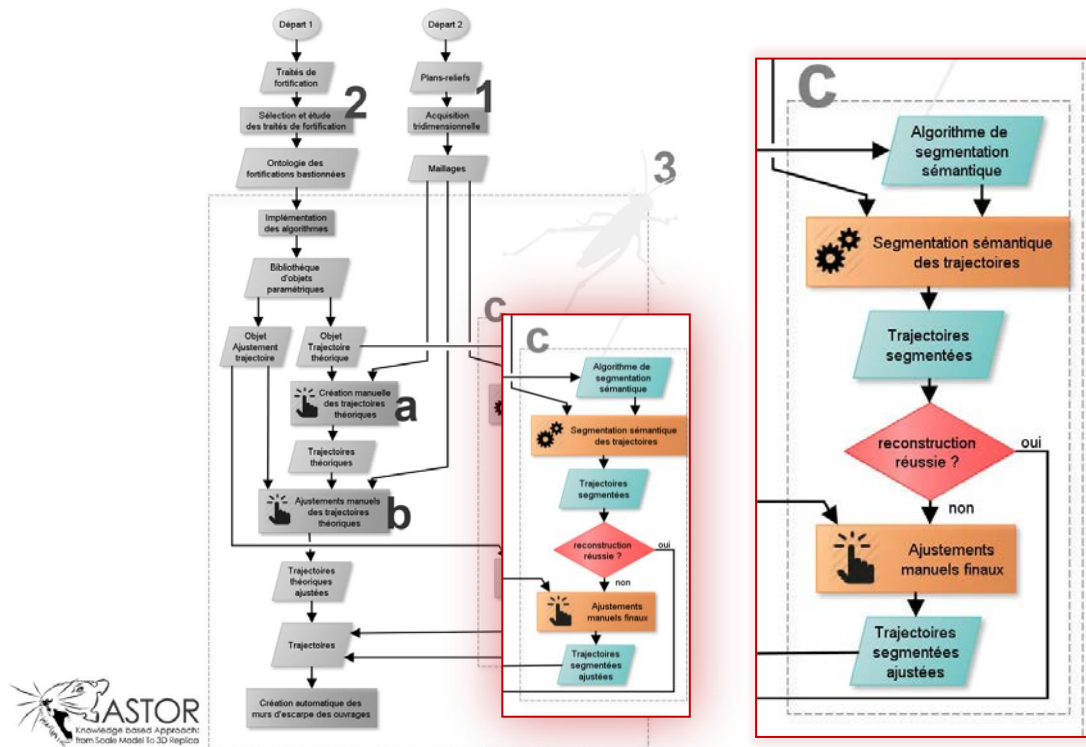 Départ 1
Départ 2
Traités de
fortification
Plans-reliefs
2
1
Sélection et étude
des traités de fortification
Acquisition
tridimensionnelle
Ontologie des
fortifications bastionnées
Maillages
3
Implémentation
des algorithmes
Bibliothèque
d'objets
paramétriques
Objet
Ajustement
trajectoire
Objet
Trajectoire
théorique
Création manuelle
des trajectoires
théoriques
a
Trajectoires
théoriques
Ajustements manuels
des trajectoires
théoriques
b
Trajectoires
théoriques
ajustées
Trajectoires
Création automatique des
murs d'escarpe des ouvrages
c
c
Algorithme de
segmentation
sémantique
Segmentation sémantique
des trajectoires
Trajectoires
segmentées
reconstruction
réussie ?
oui
non
Ajustements
manuels finaux
Trajectoires
segmentées
ajustées
c
Algorithme de
segmentation
sémantique
Segmentation sémantique
des trajectoires
Trajectoires
segmentées
reconstruction
réussie ?
oui
non
Ajustements
manuels finaux
Trajectoires
segmentées
ajustées
ASTOR
Knowledge based Approach:
from Scale Model To 3D Replica